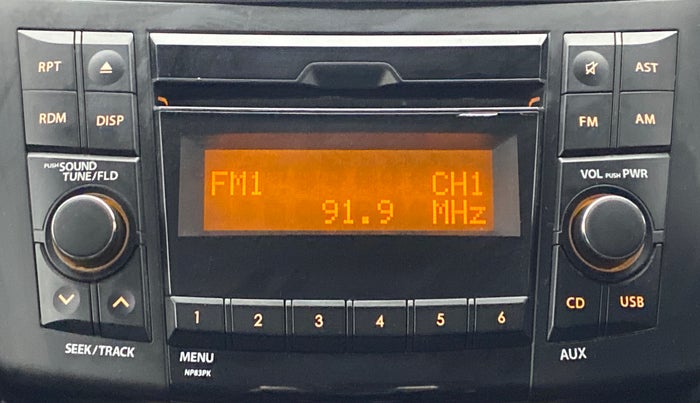 RPT
AST
RDM DISP
FM AM
PUSH SOUND
TUNE/FLD
VOL PUSH PWR
FM1 CH1
91.9 MHz
CD USB
1 2 3 4 5 6
SEEK/TRACK
MENU
AUX
NP83PK